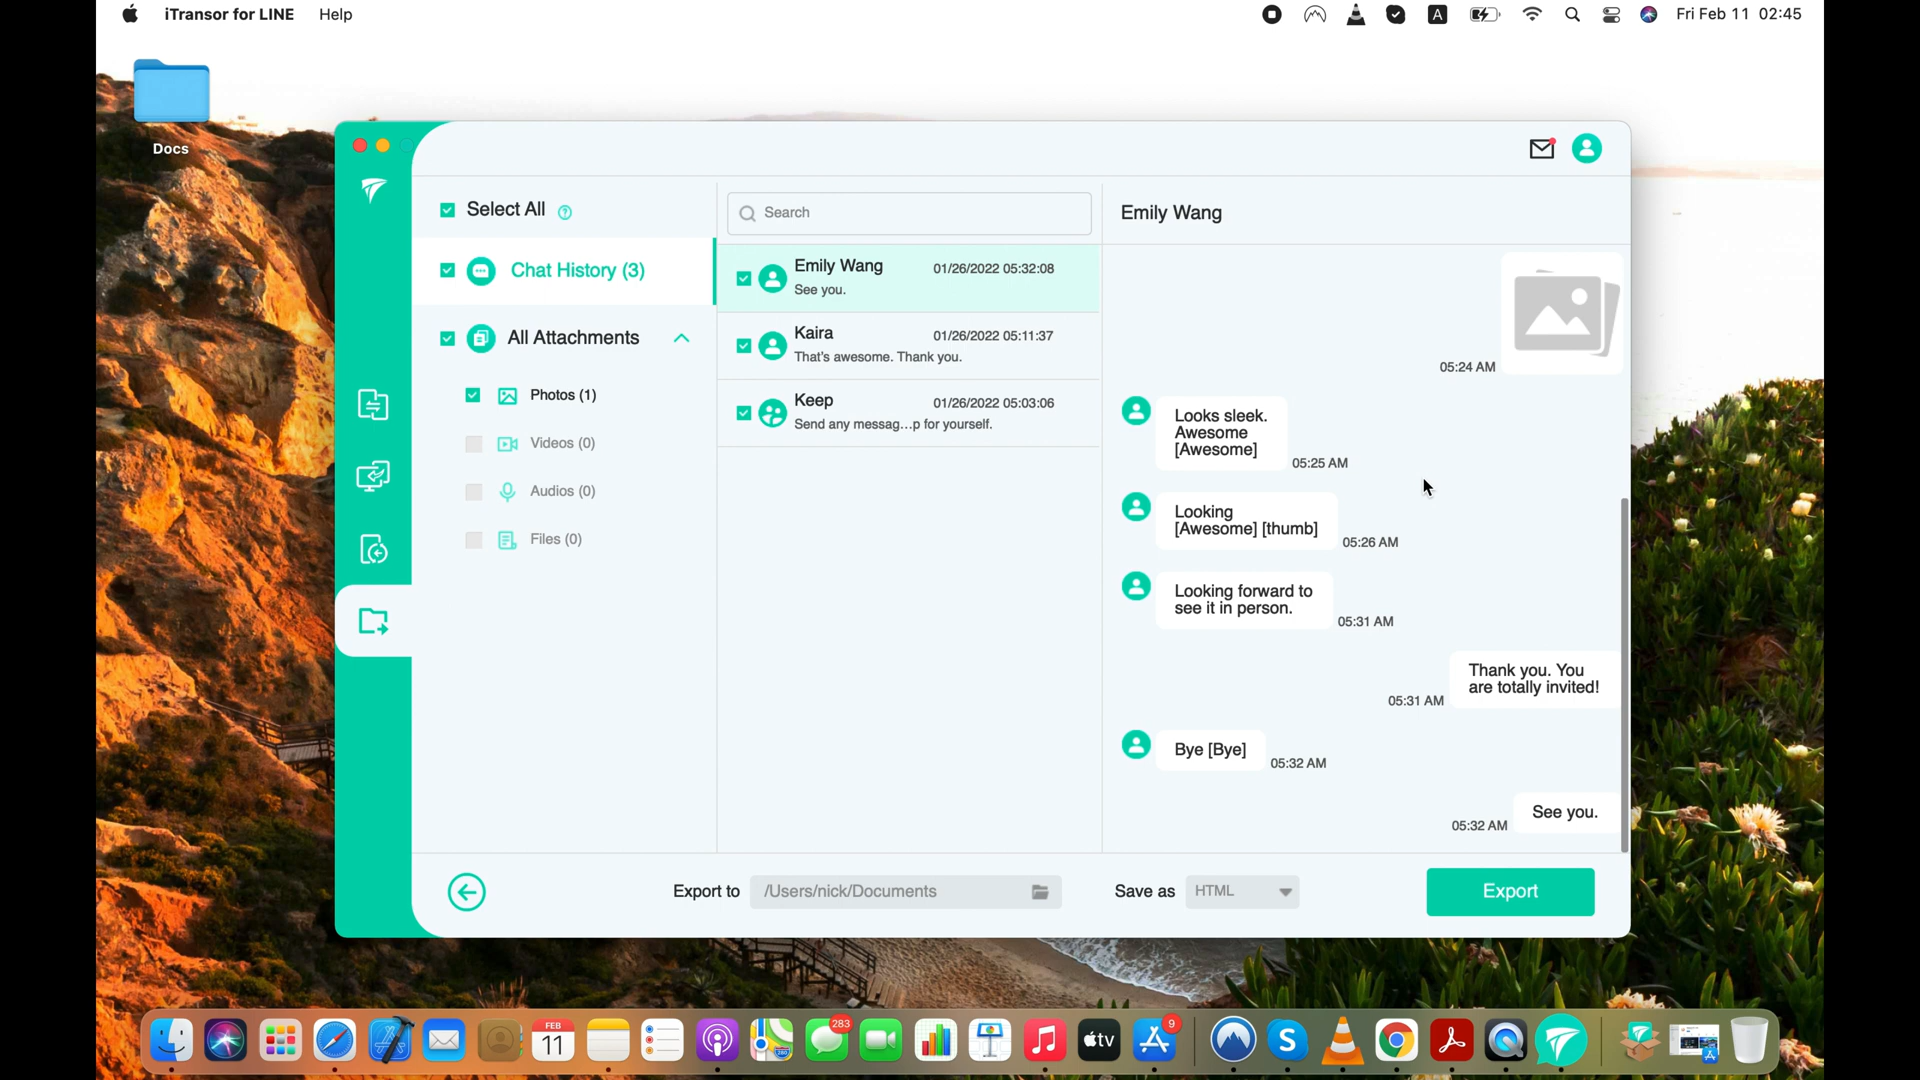 iTransor for LINE Help
A Fri Feb 11 02:45
Docs
Select All ?
Chat History (3)
All Attachments
Photos (1)
Videos (0)
Audios (0)
Files (0)
Search
Emily Wang 01/26/2022 05:32:08
See you.
Kaira 01/26/2022 05:11:37
That's awesome. Thank you.
Keep 01/26/2022 05:03:06
Send any messag...p for yourself.
Emily Wang
05:24 AM
Looks sleek.
Awesome
[Awesome]
05:25 AM
Looking
[Awesome] [thumb]
05:26 AM
Looking forward to
see it in person.
05:31 AM
Thank you. You
are totally invited!
05:31 AM
Bye [Bye]
05:32 AM
See you.
05:32 AM
Export to /Users/nick/Documents
Save as HTML
Export
FEB
11
283
280
tv
9
S